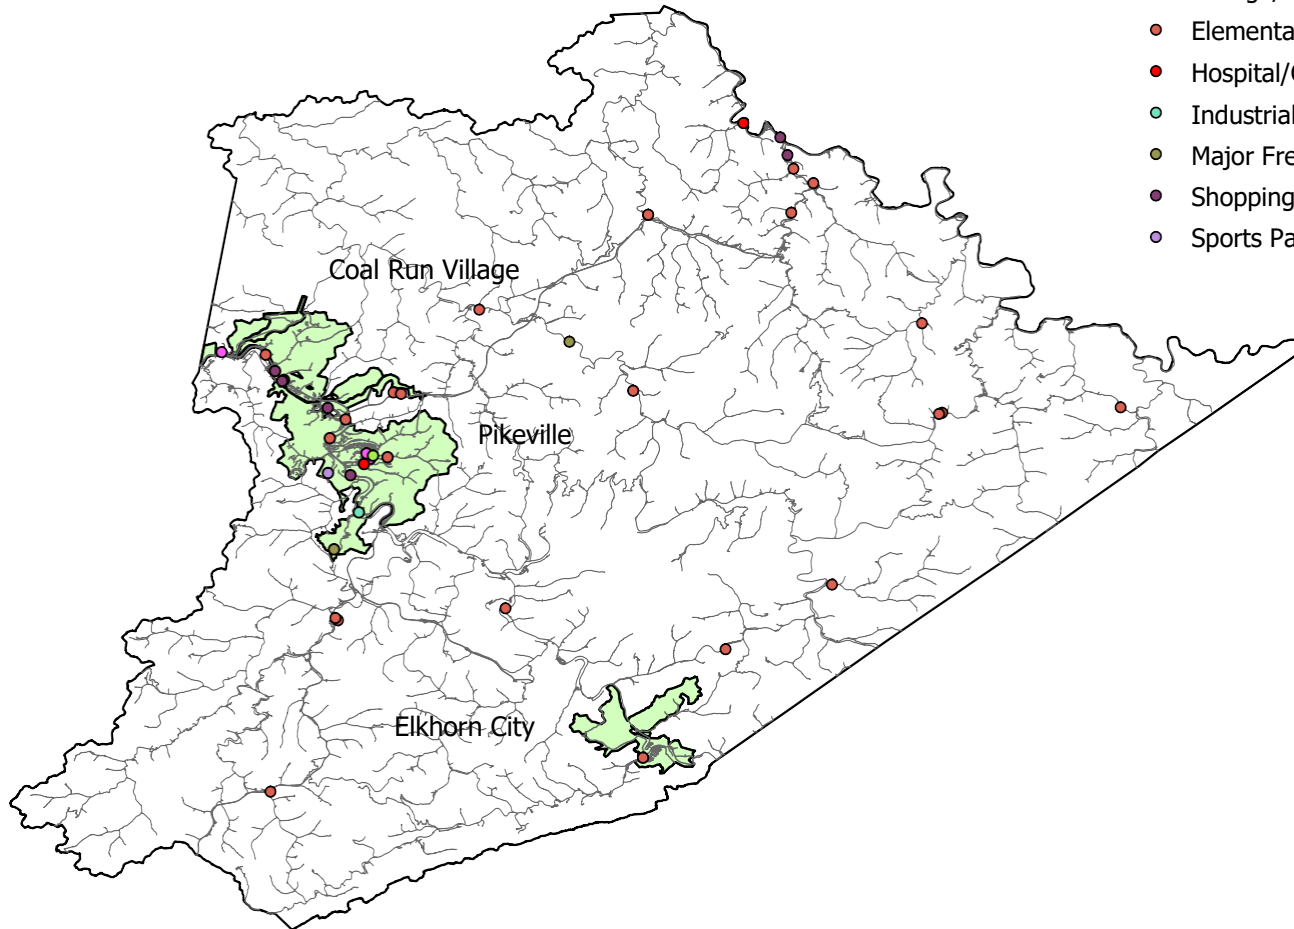 Elementa
Hospital/
Industrial
Major Fre
Shopping
Sports Pa
Coal Run Village
Pikeville
Elkhorn City